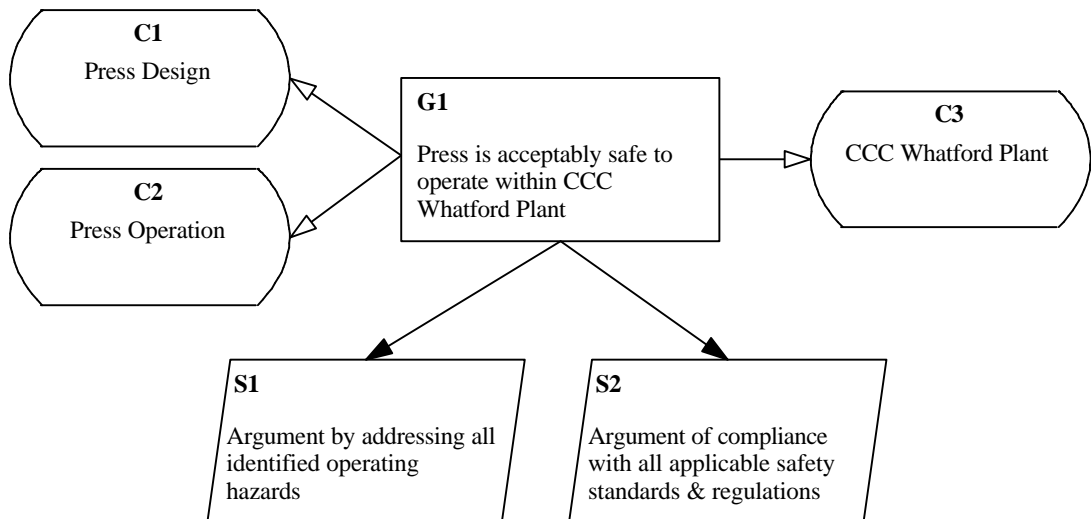 C1
Press Design
C2
Press Operation
G1
Press is acceptably safe to
operate within CCC
Whatford Plant
C3
CCC Whatford Plant
S1
Argument by addressing all
identified operating
hazards
S2
Argument of compliance
with all applicable safety
standards & regulations